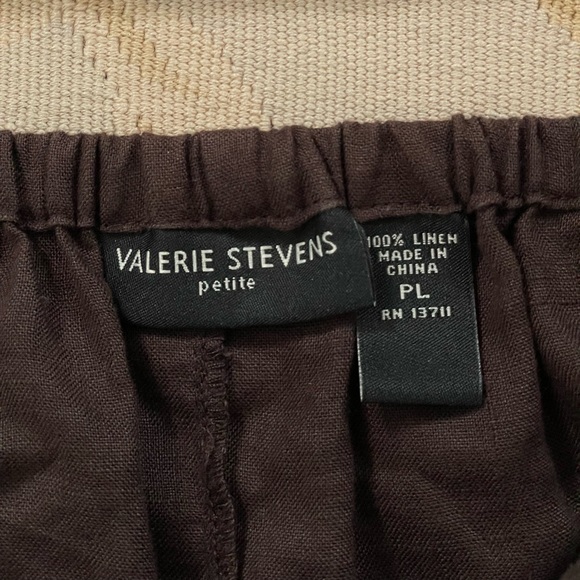 VALERIE STEVENS
petite
100% LINEN
MADE IN
CHINA
PL
RN 13711